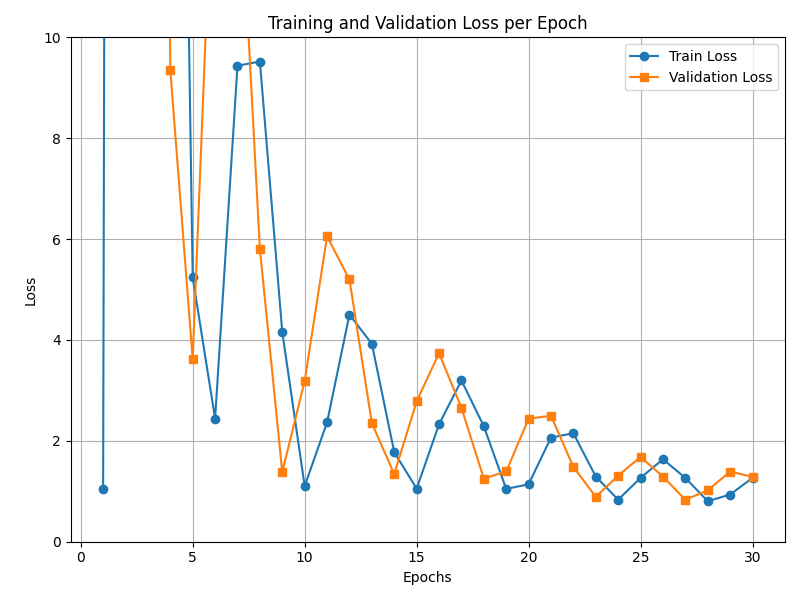 Training and Validation Loss per Epoch
Train Loss
Validation Loss
10
8
6
4
2
0
Loss
0 5 10 15 20 25 30
Epochs